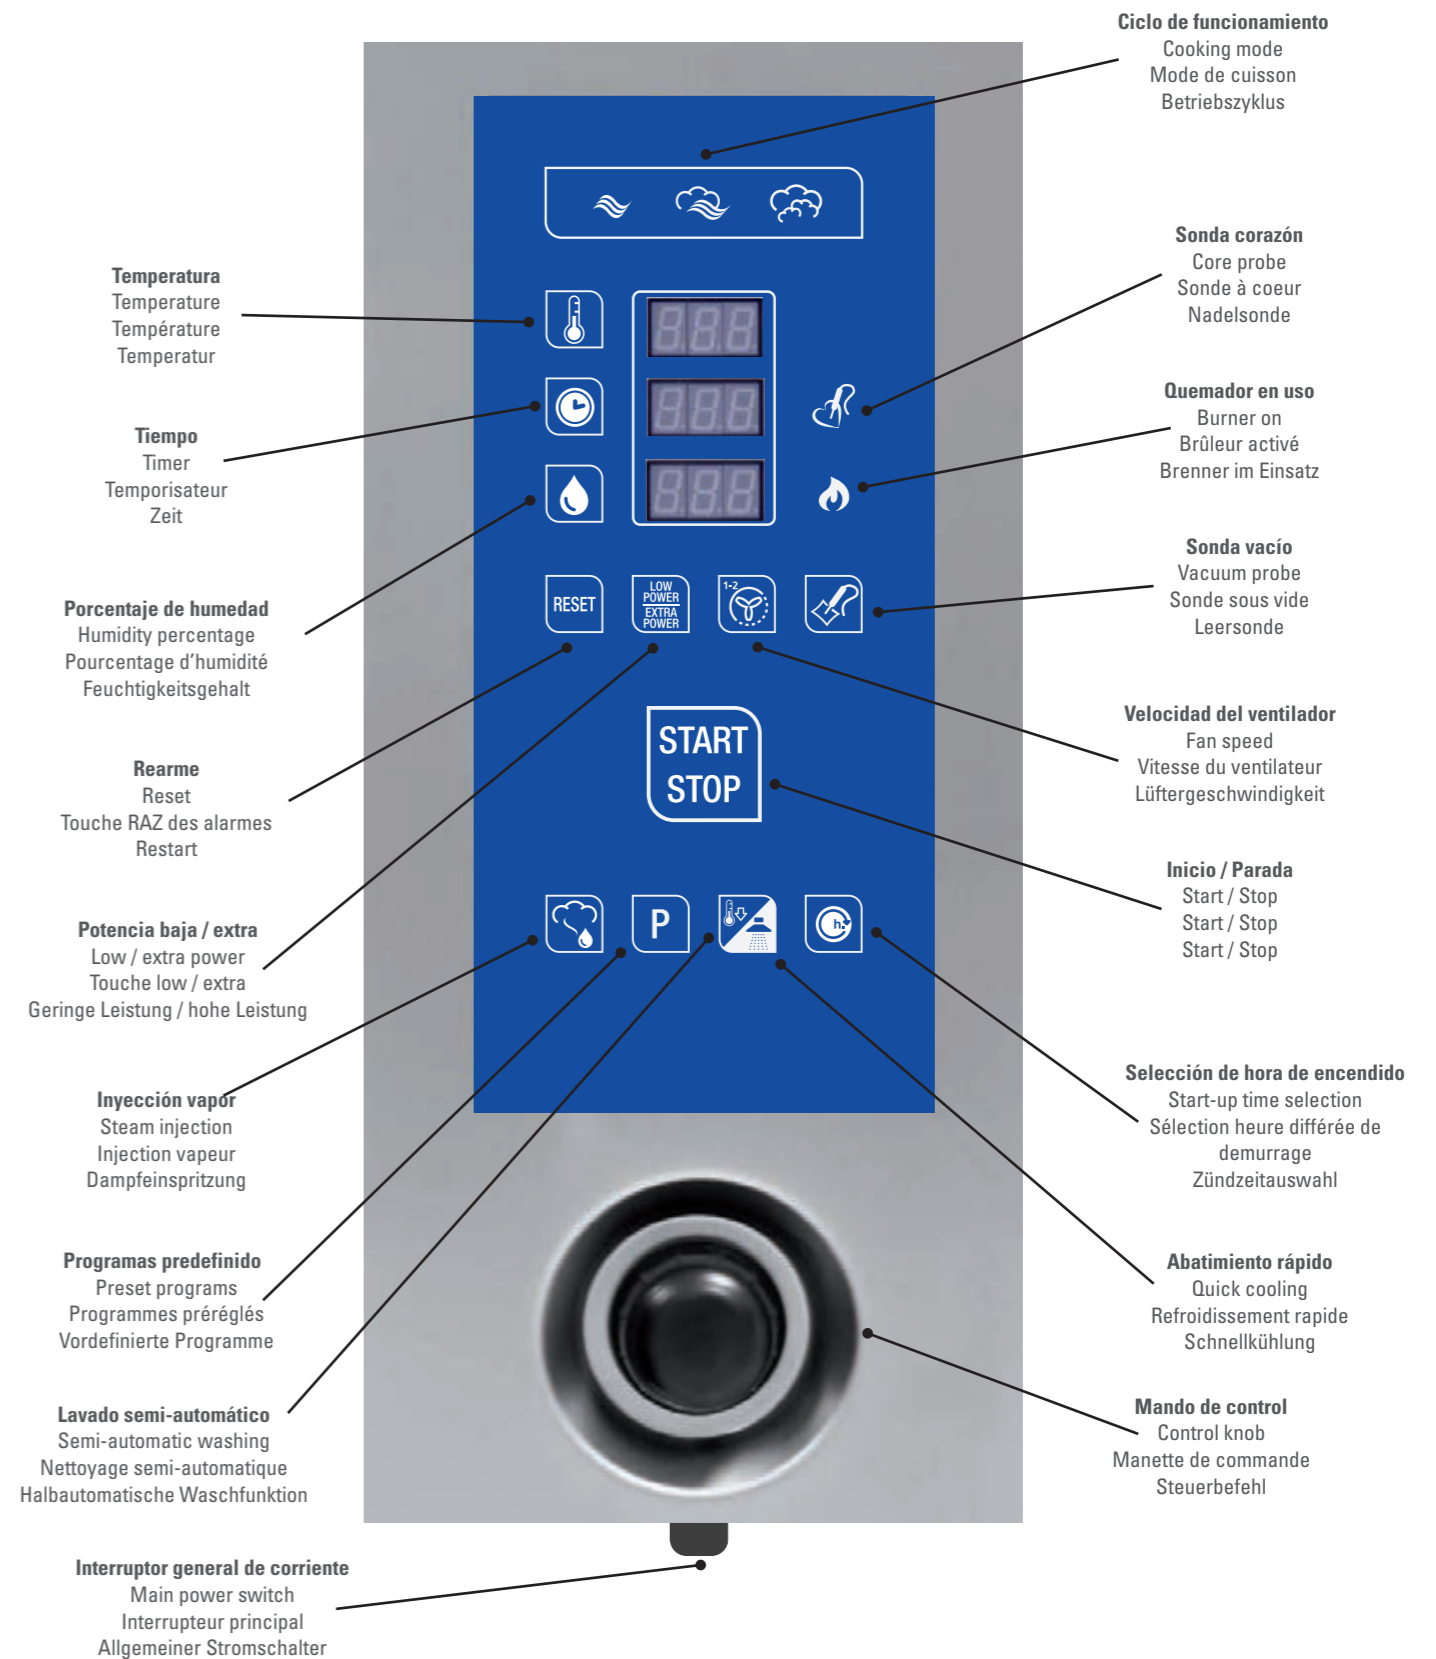 Ciclo de funcionamiento
Cooking mode
Mode de cuisson
Betriebszyklus
Sonda corazón
Core probe
Sonde à coeur
Nadelsonde
Temperatura
Temperature
Température
Temperatur
Quemador en uso
Burner on
Brûleur activé
Brenner im Einsatz
Tiempo
Timer
Temporisateur
Zeit
Sonda vacío
Vacuum probe
Sonde sous vide
Leersonde
Porcentaje de humedad
Humidity percentage
Pourcentage d'humidité
Feuchtigkeitsgehalt
888
888
888
RESET
LOW
POWER
EXTRA
POWER
1-2
START
STOP
P
h:
Velocidad del ventilador
Fan speed
Vitesse du ventilateur
Lüftergeschwindigkeit
Rearme
Reset
Touche RAZ des alarmes
Restart
Inicio / Parada
Start / Stop
Start / Stop
Start / Stop
Potencia baja / extra
Low / extra power
Touche low / extra
Geringe Leistung / hohe Leistung
Selección de hora de encendido
Start-up time selection
Sélection heure différée de
demurrage
Zündzeitauswahl
Inyección vapor
Steam injection
Injection vapeur
Dampfeinspritzung
Abatimiento rápido
Quick cooling
Refroidissement rapide
Schnellkühlung
Programas predefinido
Preset programs
Programmes préréglés
Vordefinierte Programme
Mando de control
Control knob
Manette de commande
Steuerbefehl
Lavado semi-automático
Semi-automatic washing
Nettoyage semi-automatique
Halbautomatische Waschfunktion
Interruptor general de corriente
Main power switch
Interrupteur principal
Allgemeiner Stromschalter